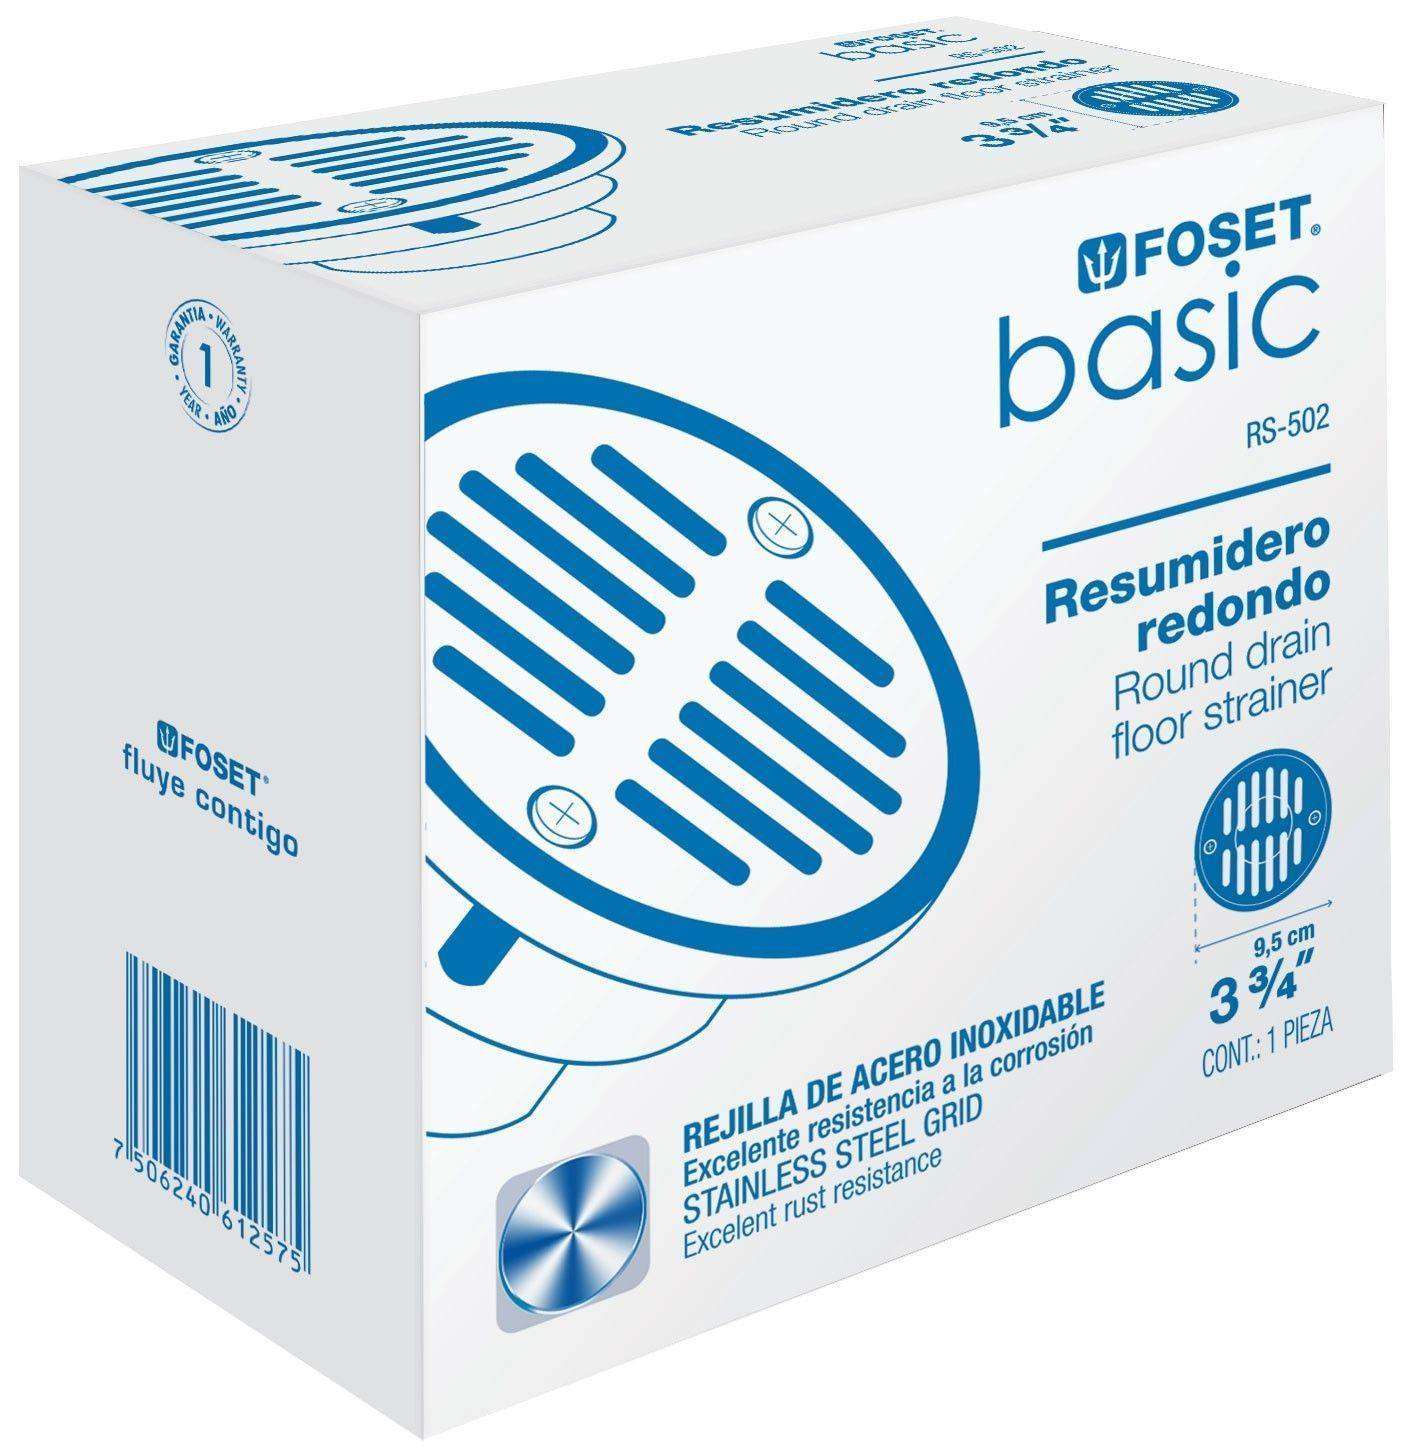 FOSET.
basic
RS-502
Resumidero redondo
Round drain floor strainer
9,5 cm
3 3/4"
GARANTIA • WARRANTY • AÑO • YEAR •
1
FOSET®
fluye contigo
7 506240 612575
FOSET®
basic
RS-502
Resumidero
redondo
Round drain
floor strainer
9,5 cm
3 3/4"
CONT.: 1 PIEZA
REJILLA DE ACERO INOXIDABLE
Excelente resistencia a la corrosión
STAINLESS STEEL GRID
Excelent rust resistance